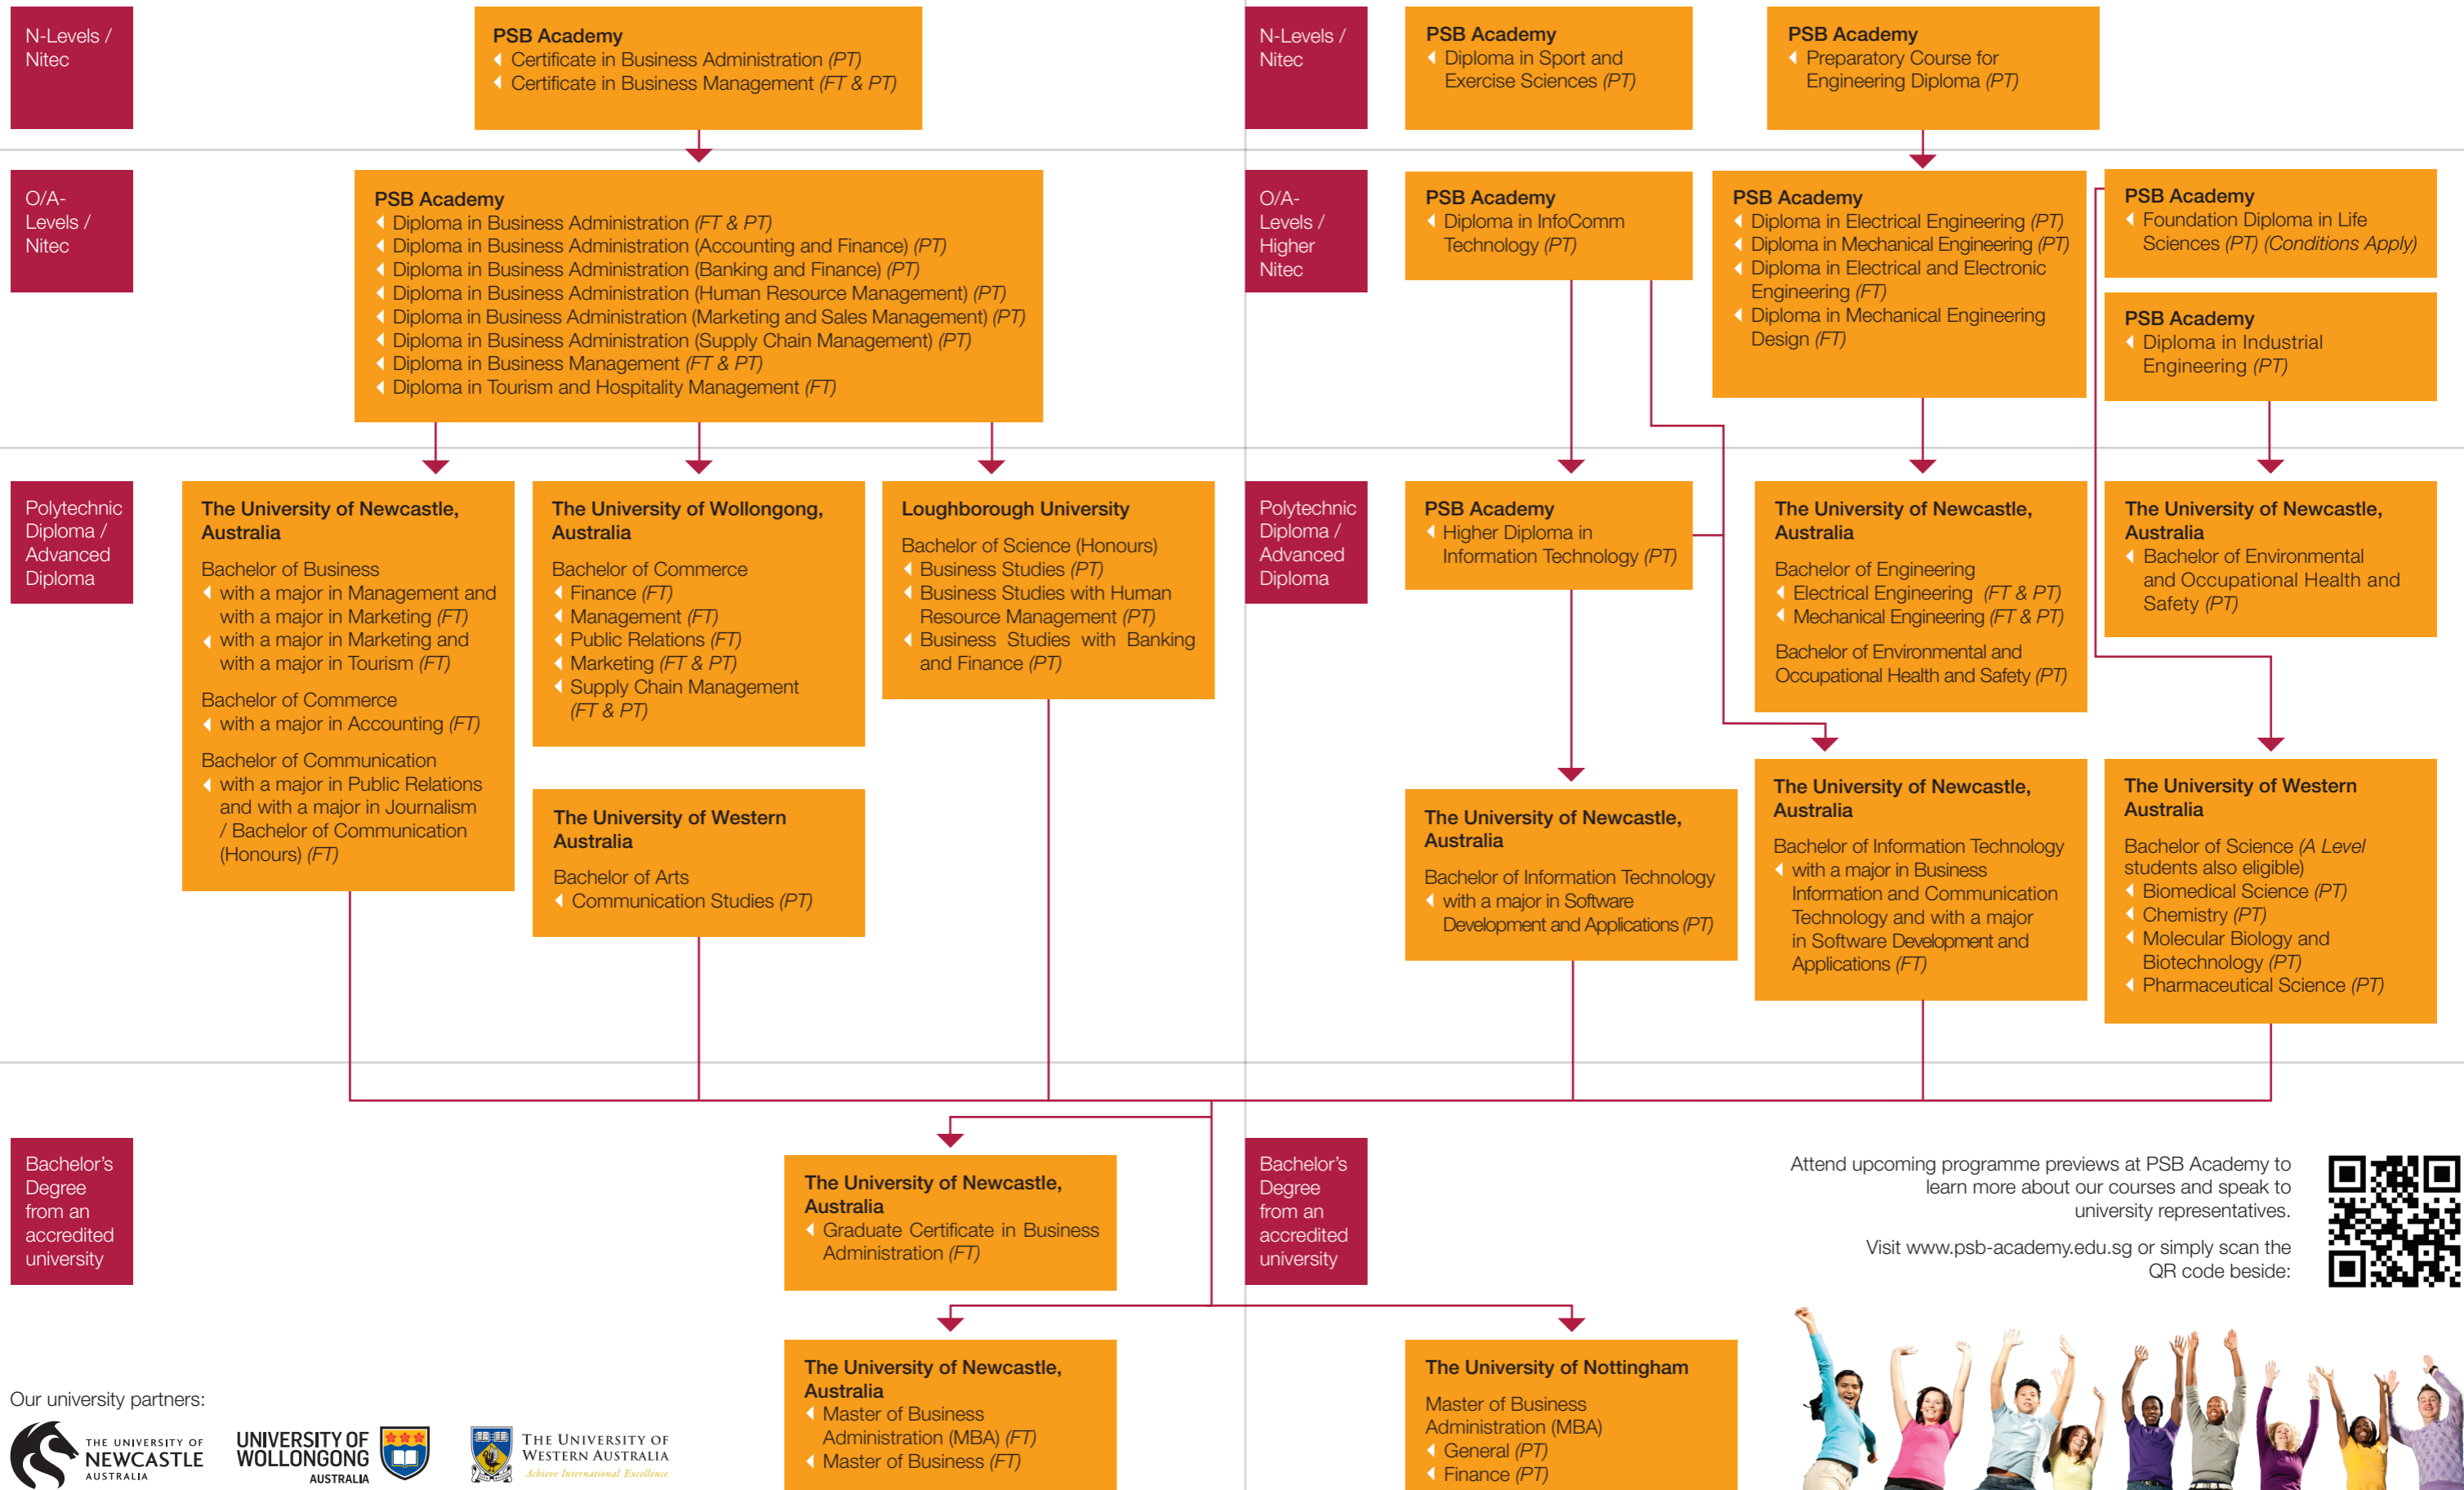 N-Levels /
Nitec
PSB Academy
Certificate in Business Administration (PT)
Certificate in Business Management (FT & PT)
O/A-
Levels /
Nitec
PSB Academy
Diploma in Business Administration (FT & PT)
Diploma in Business Administration (Accounting and Finance) (PT)
Diploma in Business Administration (Banking and Finance) (PT)
Diploma in Business Administration (Human Resource Management) (PT)
Diploma in Business Administration (Marketing and Sales Management) (PT)
Diploma in Business Administration (Supply Chain Management) (PT)
Diploma in Business Management (FT & PT)
Diploma in Tourism and Hospitality Management (FT)
Polytechnic
Diploma /
Advanced
Diploma
The University of Newcastle,
Australia
Bachelor of Business
with a major in Management and
with a major in Marketing (FT)
with a major in Marketing and
with a major in Tourism (FT)
Bachelor of Commerce
with a major in Accounting (FT)
Bachelor of Communication
with a major in Public Relations
and with a major in Journalism
/ Bachelor of Communication
(Honours) (FT)
The University of Wollongong,
Australia
Bachelor of Commerce
Finance (FT)
Management (FT)
Public Relations (FT)
Marketing (FT & PT)
Supply Chain Management
(FT & PT)
The University of Western
Australia
Bachelor of Arts
Communication Studies (PT)
Loughborough University
Bachelor of Science (Honours)
Business Studies (PT)
Business Studies with Human
Resource Management (PT)
Business Studies with Banking
and Finance (PT)
N-Levels /
Nitec
PSB Academy
Diploma in Sport and
Exercise Sciences (PT)
PSB Academy
Preparatory Course for
Engineering Diploma (PT)
O/A-
Levels /
Higher
Nitec
PSB Academy
Diploma in InfoComm
Technology (PT)
PSB Academy
Diploma in Electrical Engineering (PT)
Diploma in Mechanical Engineering (PT)
Diploma in Electrical and Electronic
Engineering (FT)
Diploma in Mechanical Engineering
Design (FT)
PSB Academy
Foundation Diploma in Life
Sciences (PT) (Conditions Apply)
PSB Academy
Diploma in Industrial
Engineering (PT)
Polytechnic
Diploma /
Advanced
Diploma
PSB Academy
Higher Diploma in
Information Technology (PT)
The University of Newcastle,
Australia
Bachelor of Engineering
Electrical Engineering (FT & PT)
Mechanical Engineering (FT & PT)
Bachelor of Environmental and
Occupational Health and Safety (PT)
The University of Newcastle,
Australia
Bachelor of Environmental
and Occupational Health and
Safety (PT)
The University of Newcastle,
Australia
Bachelor of Information Technology
with a major in Software
Development and Applications (PT)
The University of Newcastle,
Australia
Bachelor of Information Technology
with a major in Business
Information and Communication
Technology and with a major
in Software Development and
Applications (FT)
The University of Western
Australia
Bachelor of Science (A Level
students also eligible)
Biomedical Science (PT)
Chemistry (PT)
Molecular Biology and
Biotechnology (PT)
Pharmaceutical Science (PT)
Bachelor's
Degree
from an
accredited
university
The University of Newcastle,
Australia
Graduate Certificate in Business
Administration (FT)
The University of Newcastle,
Australia
Master of Business
Administration (MBA) (FT)
Master of Business (FT)
Bachelor's
Degree
from an
accredited
university
The University of Nottingham
Master of Business
Administration (MBA)
General (PT)
Finance (PT)
Attend upcoming programme previews at PSB Academy to
learn more about our courses and speak to
university representatives.
Visit www.psb-academy.edu.sg or simply scan the
QR code beside:
Our university partners:
THE UNIVERSITY OF
NEWCASTLE
AUSTRALIA
UNIVERSITY OF
WOLLONGONG
AUSTRALIA
THE UNIVERSITY OF
WESTERN AUSTRALIA
Achieve International Excellence